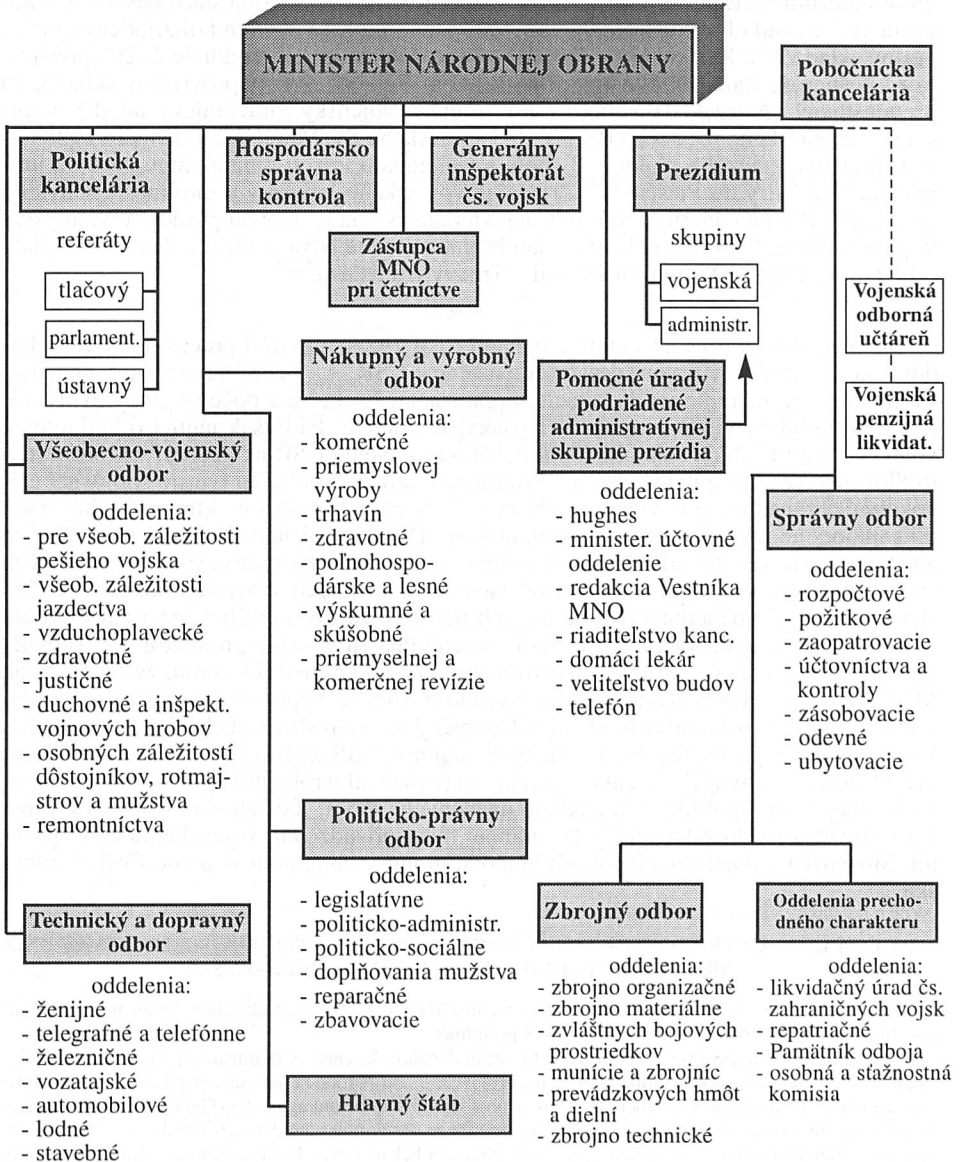 MINISTER NÁRODNEJ OBRANY
Pobočnícka
kancelária
Politická
kancelária
referáty
tlačový
parlament.
ústavný
Hospodársko
správna
kontrola
Generálny
inšpektorát
čs. vojsk
Zástupca
MNO
pri četníctve
Prezídium
skupiny
vojenská
administr.
Vojenská
odborná
učtáreň
Vojenská
penzijná
likvidat.
Všeobecno-vojenský
odbor
oddelenia:
- pre všeob. záležitosti
pešieho vojska
- všeob. záležitosti
jazdectva
- vzduchoplavecké
- zdravotné
- justičné
- duchovné a inšpekt.
vojnových hrobov
- osobných záležitostí
dôstojníkov, rotmaj-
strov a mužstva
- remontníctva
Nákupný a výrobný
odbor
oddelenia:
- komerčné
- priemyslovej
výroby
- trhavín
- zdravotné
- poľnohospo-
dárske a lesné
- výskumné a
skúšobné
- priemyselnej a
komerčnej revízie
Pomocné úrady
podriadené
administratívnej
skupine prezídia
oddelenia:
- hughes
- minister. účtovné
oddelenie
- redakcia Vestníka
MNO
- riaditeľstvo kanc.
- domáci lekár
- veliteľstvo budov
- telefón
Správny odbor
oddelenia:
- rozpočtové
- požitkové
- zaopatrovacie
- účtovníctva a
kontroly
- zásobovacie
- odevné
- ubytovacie
Technický a dopravný
odbor
oddelenia:
- ženijné
- telegrafné a telefónne
- železničné
- vozatajské
- automobilové
- lodné
- stavebné
Politicko-právny
odbor
oddelenia:
- legislatívne
- politicko-administr.
- politicko-sociálne
- doplňovania mužstva
- reparačné
- zbavovacie
Hlavný štáb
Zbrojný odbor
oddelenia:
- zbrojno organizačné
- zbrojno materiálne
- zvláštnych bojových
prostriedkov
- munície a zbrojníc
- prevádzkových hmôt
a dielní
- zbrojno technické
Oddelenia precho-
dného charakteru
oddelenia:
- likvidačný úrad čs.
zahraničných vojsk
- repatriačné
- Pamätník odboja
- osobná a sťažnostná
komisia